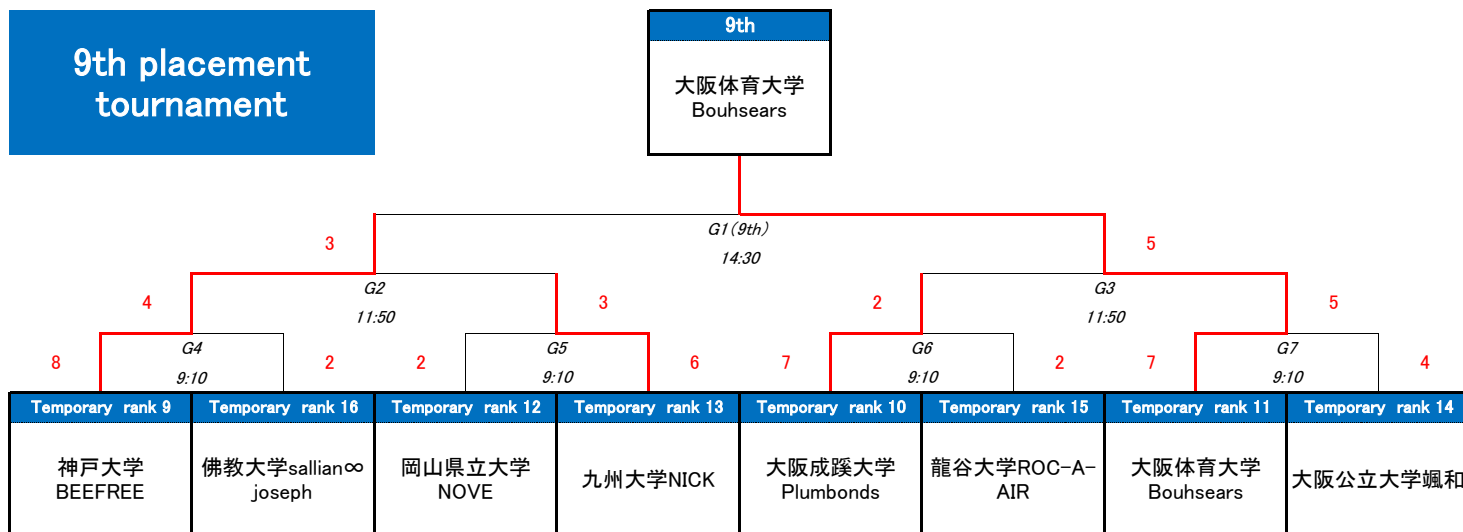 9th placement
tournament
9th
大阪体育大学
Bouhsears
G1(9th)
3
5
14:30
G2
G3
4
3
2
5
11:50
11:50
G4
G5
G6
G7
8
2
2
6
7
2
7
4
9:10
9:10
9:10
9:10
Temporary rank 9
Temporary rank 16
Temporary rank 12
Temporary rank 13
Temporary rank 10
Temporary rank 15
Temporary rank 11
Temporary rank 14
神戸大学
BEEFREE
佛教大学sallian∞
joseph
岡山県立大学
NOVE
九州大学NICK
大阪成蹊大学
Plumbonds
龍谷大学ROC-A-
AIR
大阪体育大学
Bouhsears
大阪公立大学颯和